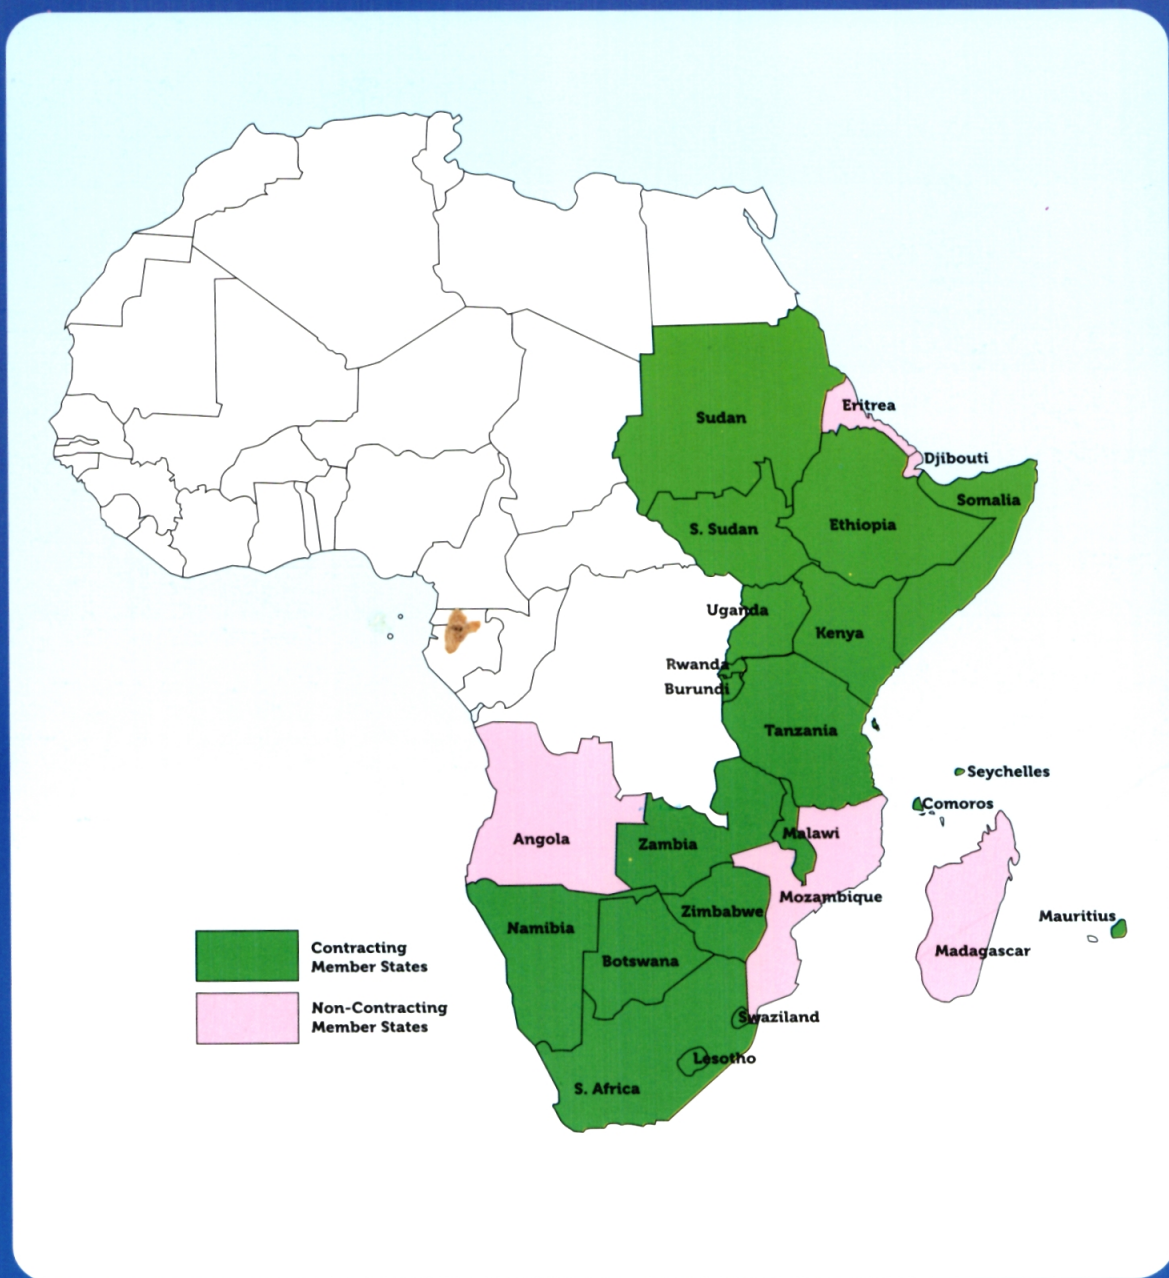 Eritrea
Sudan
Djibouti
Somalia
Ethiopia
S. Sudan
Uganda
Kenya
Rwanda
Burundi
Tanzania
Seychelles
Comoros
Malawi
Angola
Zambia
Mozambique
Zimbabwe
Mauritius
Namibia
Madagascar
Botswana
Contracting
Member States
Non-Contracting
Member States
Swaziland
Lesotho
S. Africa